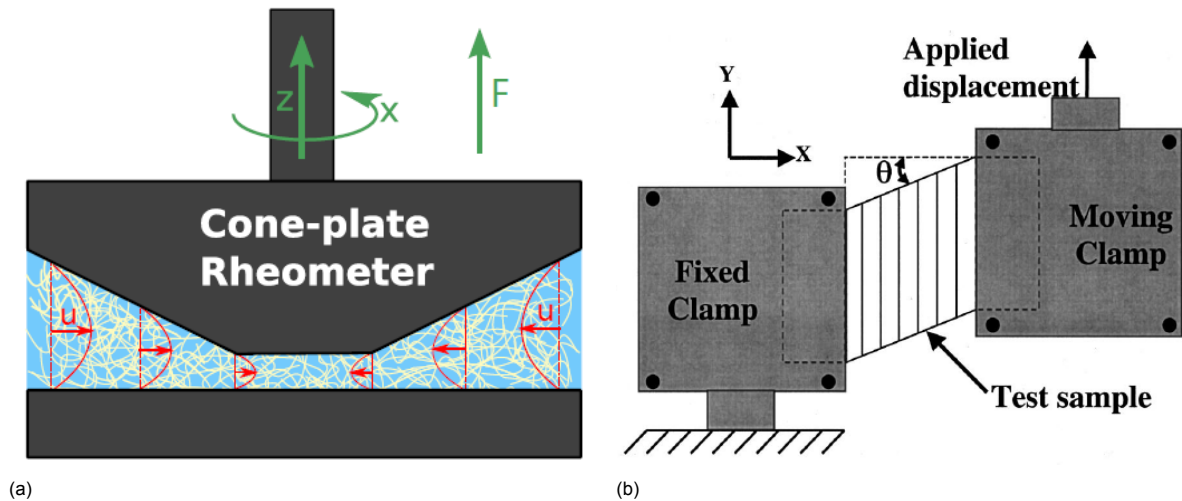 z
x
F
Cone-plate
Rheometer
u
u
(a)
Applied
displacement
Y
X
θ
Fixed
Clamp
Moving
Clamp
Test sample
(b)